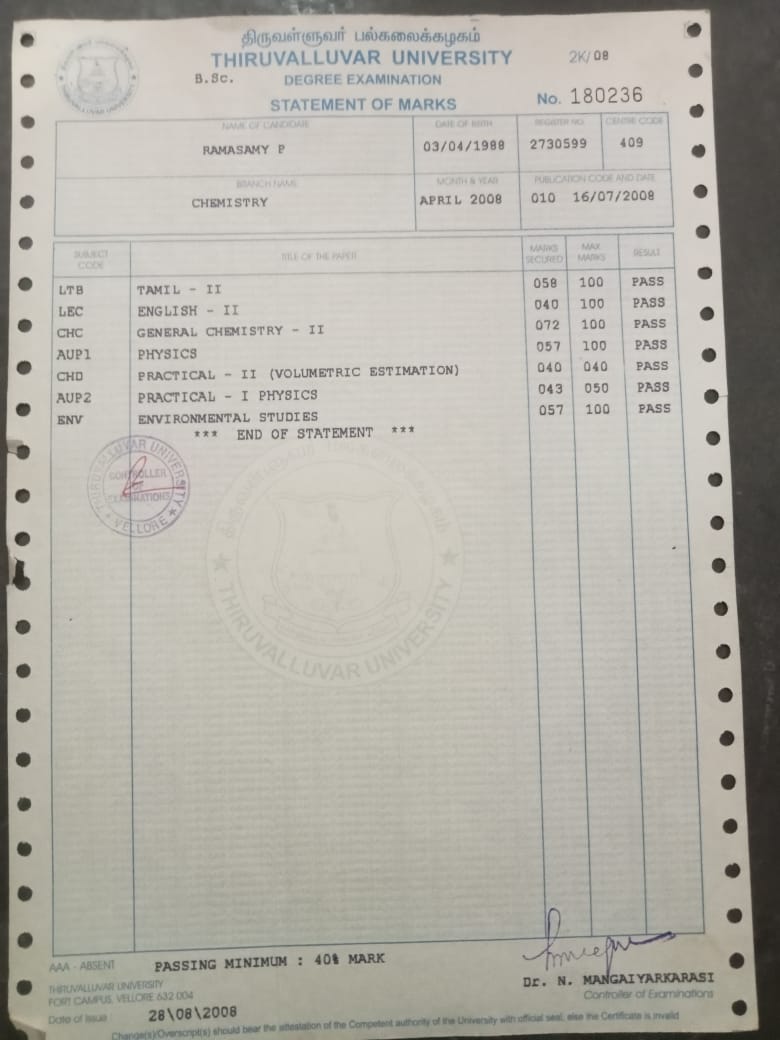 திருவள்ளுவர் பல்கலைக்கழகம்
THIRUVALLUVAR UNIVERSITY
2K/08
B.Sc. DEGREE EXAMINATION
STATEMENT OF MARKS
No. 180236
NAME OF CANDIDATE DATE OF BIRTH REGISTER NO. CENTRE CODE
RAMASAMY P 03/04/1988 2730599 409
BRANCH NAME MONTH & YEAR PUBLICATION CODE AND DATE
CHEMISTRY APRIL 2008 010 16/07/2008
SUBJECT CODE TITLE OF THE PAPER MARKS SECURED MAX MARKS RESULT
LTB TAMIL - II 058 100 PASS
LEC ENGLISH - II 040 100 PASS
CHC GENERAL CHEMISTRY - II 072 100 PASS
AUP1 PHYSICS 057 100 PASS
CHD PRACTICAL - II (VOLUMETRIC ESTIMATION) 040 040 PASS
AUP2 PRACTICAL - I PHYSICS 043 050 PASS
ENV ENVIRONMENTAL STUDIES 057 100 PASS
*** END OF STATEMENT ***
THIRUVALLUVAR UNIVERSITY
CONTROLLER
OF
EXAMINATIONS
VELLORE
THIRUVALLUVAR UNIVERSITY
AAA - ABSENT PASSING MINIMUM : 40% MARK
THIRUVALLUVAR UNIVERSITY
FORT CAMPUS, VELLORE 632 004
Dr. N. MANGAIYARKARASI
Controller of Examinations
Date of Issue 28\08\2008
Change(s)/Overscript(s) should bear the attestation of the Competent authority of the University with official seal, else the Certificate is invalid